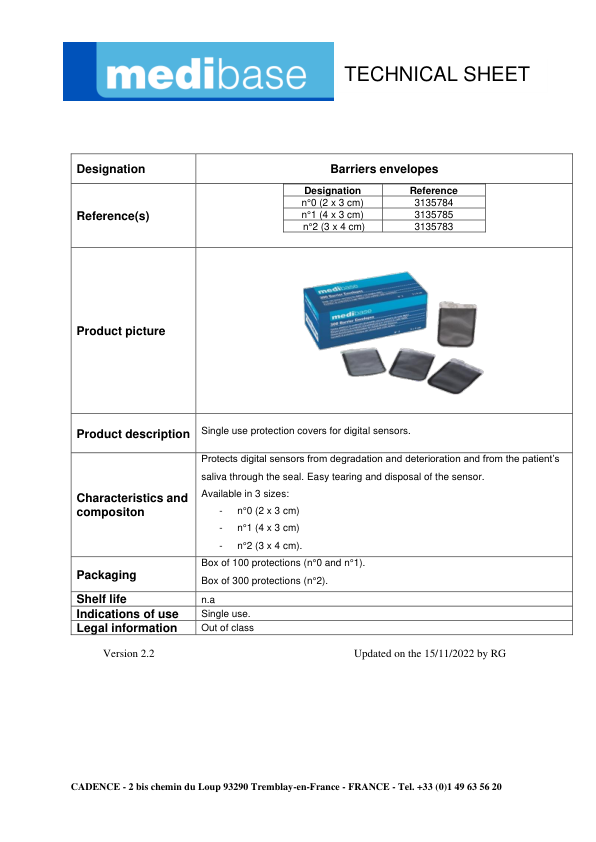 medibase
TECHNICAL SHEET
Designation
Barriers envelopes
Reference(s)
Designation Reference
n°0 (2 x 3 cm) 3135784
n°1 (4 x 3 cm) 3135785
n°2 (3 x 4 cm) 3135783
Product picture
medibase
medibase
300 Barrier Envelopes
Product description
Single use protection covers for digital sensors.
Characteristics and
compositon
Protects digital sensors from degradation and deterioration and from the patient's
saliva through the seal. Easy tearing and disposal of the sensor.
Available in 3 sizes:
- n°0 (2 x 3 cm)
- n°1 (4 x 3 cm)
- n°2 (3 x 4 cm).
Packaging
Box of 100 protections (n°0 and n°1).
Box of 300 protections (n°2).
Shelf life
n.a
Indications of use
Single use.
Legal information
Out of class
Version 2.2
Updated on the 15/11/2022 by RG
CADENCE - 2 bis chemin du Loup 93290 Tremblay-en-France - FRANCE - Tel. +33 (0)1 49 63 56 20